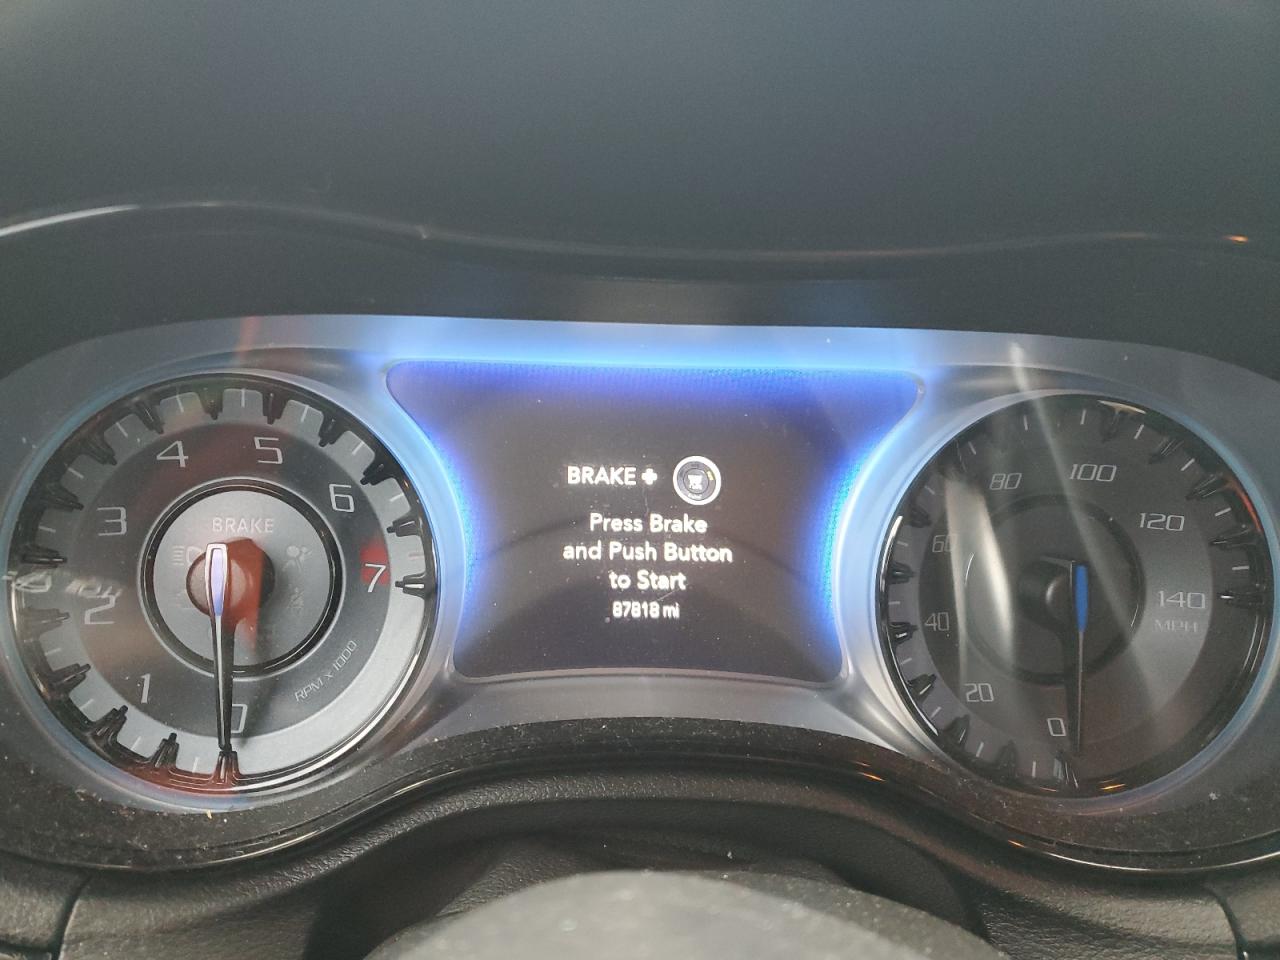 4 5
3 6
BRAKE
2 7
1
RPM x 1000
0
BRAKE +
Press Brake
and Push Button
to Start
87818 mi
80 100
60 120
40 140
MPH
20
0